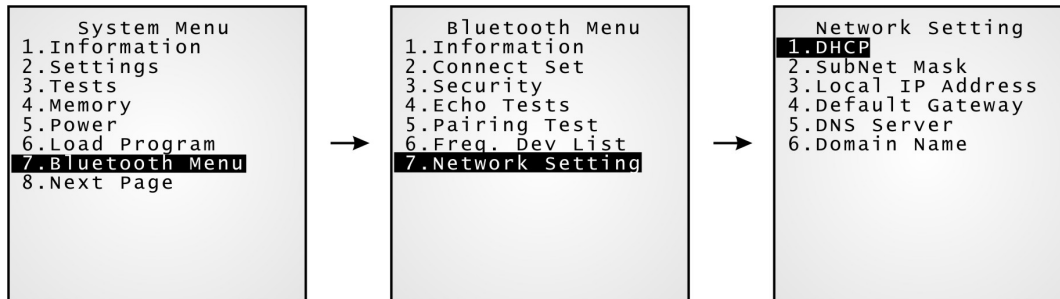 System Menu
1.Information
2.Settings
3.Tests
4.Memory
5.Power
6.Load Program
7.Bluetooth Menu
8.Next Page
Bluetooth Menu
1.Information
2.Connect Set
3.Security
4.Echo Tests
5.Pairing Test
6.Freq. Dev List
7.Network Setting
Network Setting
1.DHCP
2.SubNet Mask
3.Local IP Address
4.Default Gateway
5.DNS Server
6.Domain Name